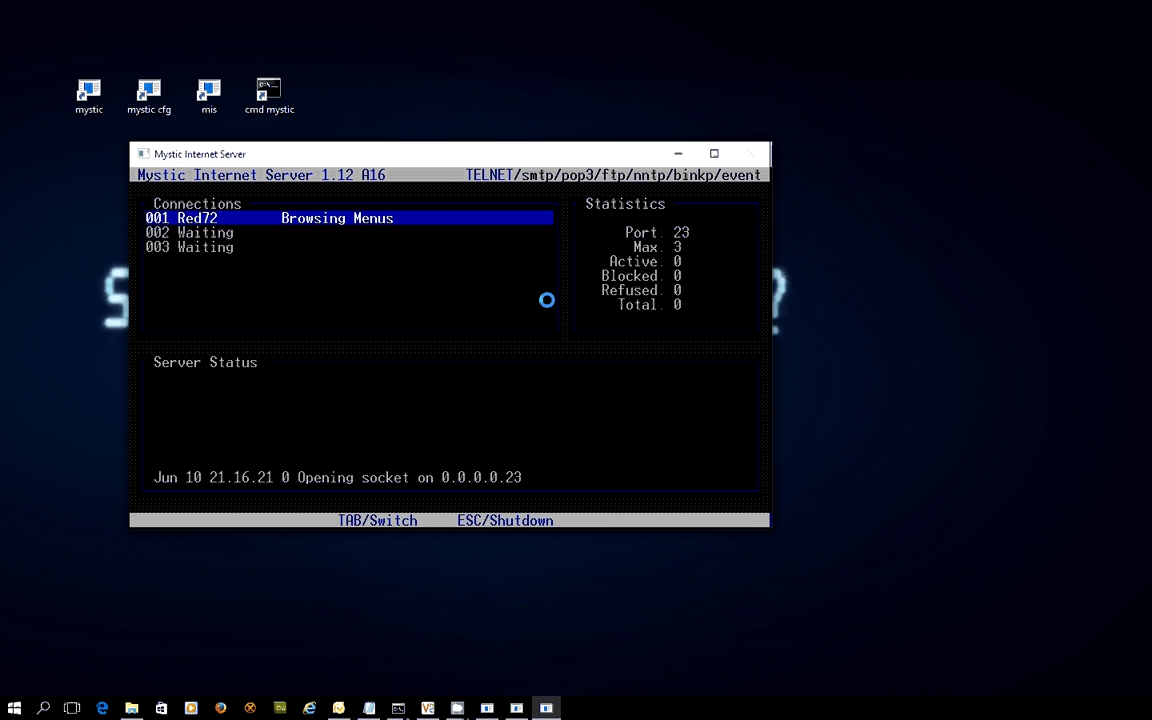 mystic
mystic cfg
mis
cmd mystic
Mystic Internet Server
Mystic Internet Server 1.12 A16 TELNET/smtp/pop3/ftp/nntp/binkp/event
Connections
001 Red72 Browsing Menus
002 Waiting
003 Waiting
Statistics
Port: 23
Max: 3
Active: 0
Blocked: 0
Refused: 0
Total: 0
Server Status
Jun 10 21.16.21 0 Opening socket on 0.0.0.0.23
TAB/Switch ESC/Shutdown